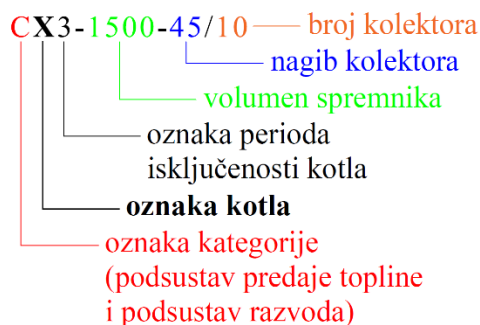 CX3-1500-45/10
broj kolektora
nagib kolektora
volumen spremnika
oznaka perioda
isključenosti kotla
oznaka kotla
oznaka kategorije
(podsustav predaje topline
i podsustav razvoda)